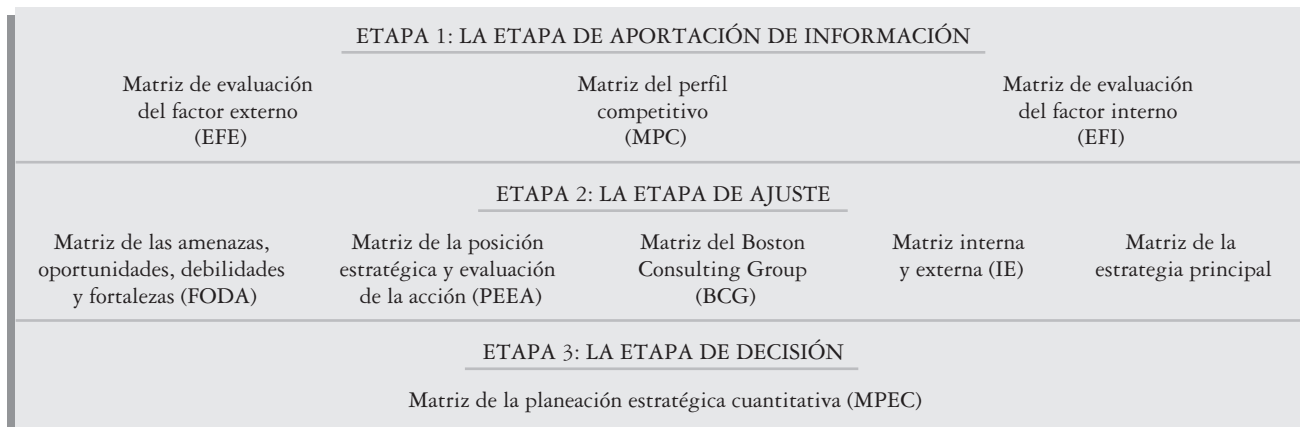 ETAPA 1: LA ETAPA DE APORTACIÓN DE INFORMACIÓN
Matriz de evaluación
del factor externo
(EFE)
Matriz del perfil
competitivo
(MPC)
Matriz de evaluación
del factor interno
(EFI)
ETAPA 2: LA ETAPA DE AJUSTE
Matriz de las amenazas,
oportunidades, debilidades
y fortalezas (FODA)
Matriz de la posición
estratégica y evaluación
de la acción (PEEA)
Matriz del Boston
Consulting Group
(BCG)
Matriz interna
y externa (IE)
Matriz de la
estrategia principal
ETAPA 3: LA ETAPA DE DECISIÓN
Matriz de la planeación estratégica cuantitativa (MPEC)